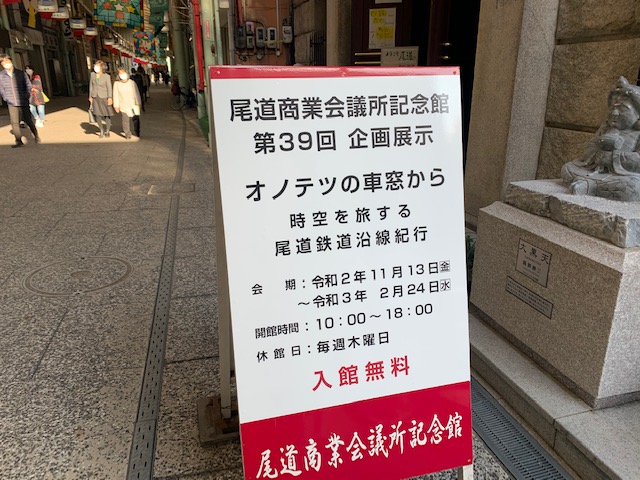 尾道商業会議所記念館
第39回 企画展示
オノテツの車窓から
時空を旅する
尾道鉄道沿線紀行
会　期：令和2年11月13日㊎
～令和3年 2月24日㊌
開館時間：10:00～18:00
休館日：毎週木曜日
入館無料
尾道商業会議所記念館